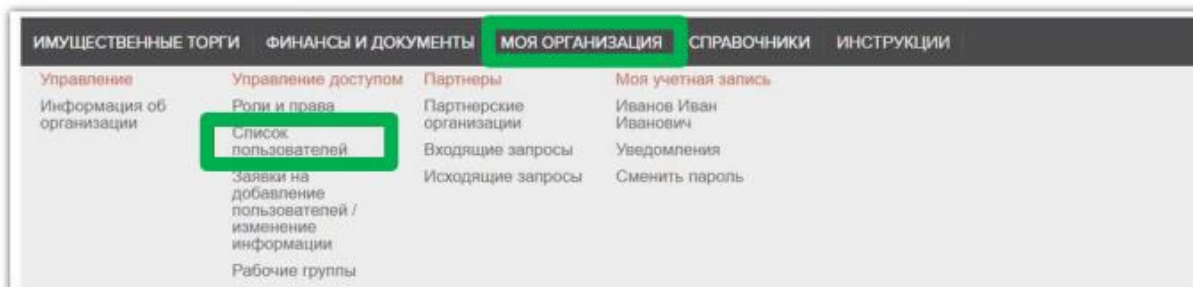 ИМУЩЕСТВЕННЫЕ ТОРГИ ФИНАНСЫ И ДОКУМЕНТЫ МОЯ ОРГАНИЗАЦИЯ СПРАВОЧНИКИ ИНСТРУКЦИИ
Управление
Информация об
организации
Управление доступом
Роли и права
Список
пользователей
Заявки на
добавление
пользователей /
изменение
информации
Рабочие группы
Партнеры
Партнерские
организации
Входящие запросы
Исходящие запросы
Моя учетная запись
Иванов Иван
Иванович
Уведомления
Сменить пароль